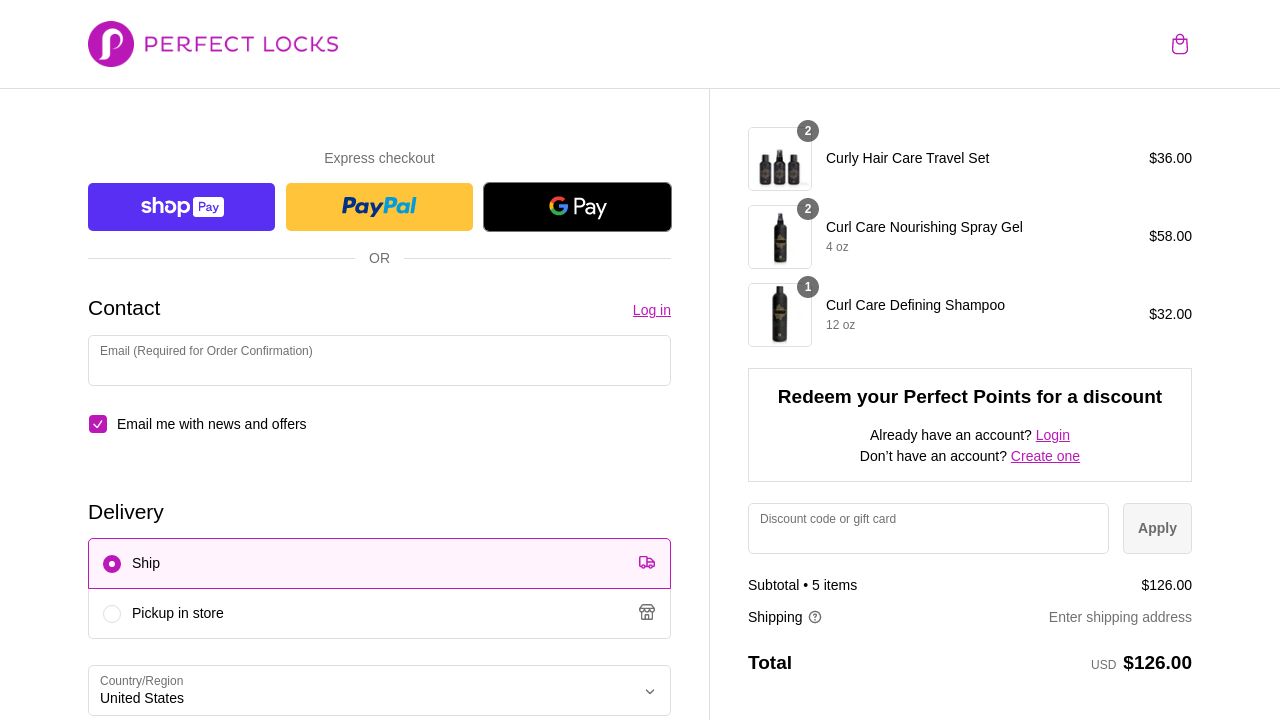 PERFECT LOCKS
Express checkout
shop Pay
PayPal
G Pay
OR
Contact
Log in
Email (Required for Order Confirmation)
Email me with news and offers
Delivery
Ship
Pickup in store
Country/Region
United States
2
Curly Hair Care Travel Set
$36.00
2
Curl Care Nourishing Spray Gel
4 oz
$58.00
1
Curl Care Defining Shampoo
12 oz
$32.00
Redeem your Perfect Points for a discount
Already have an account? Login
Don’t have an account? Create one
Discount code or gift card
Apply
Subtotal • 5 items
$126.00
Shipping
Enter shipping address
Total
USD $126.00